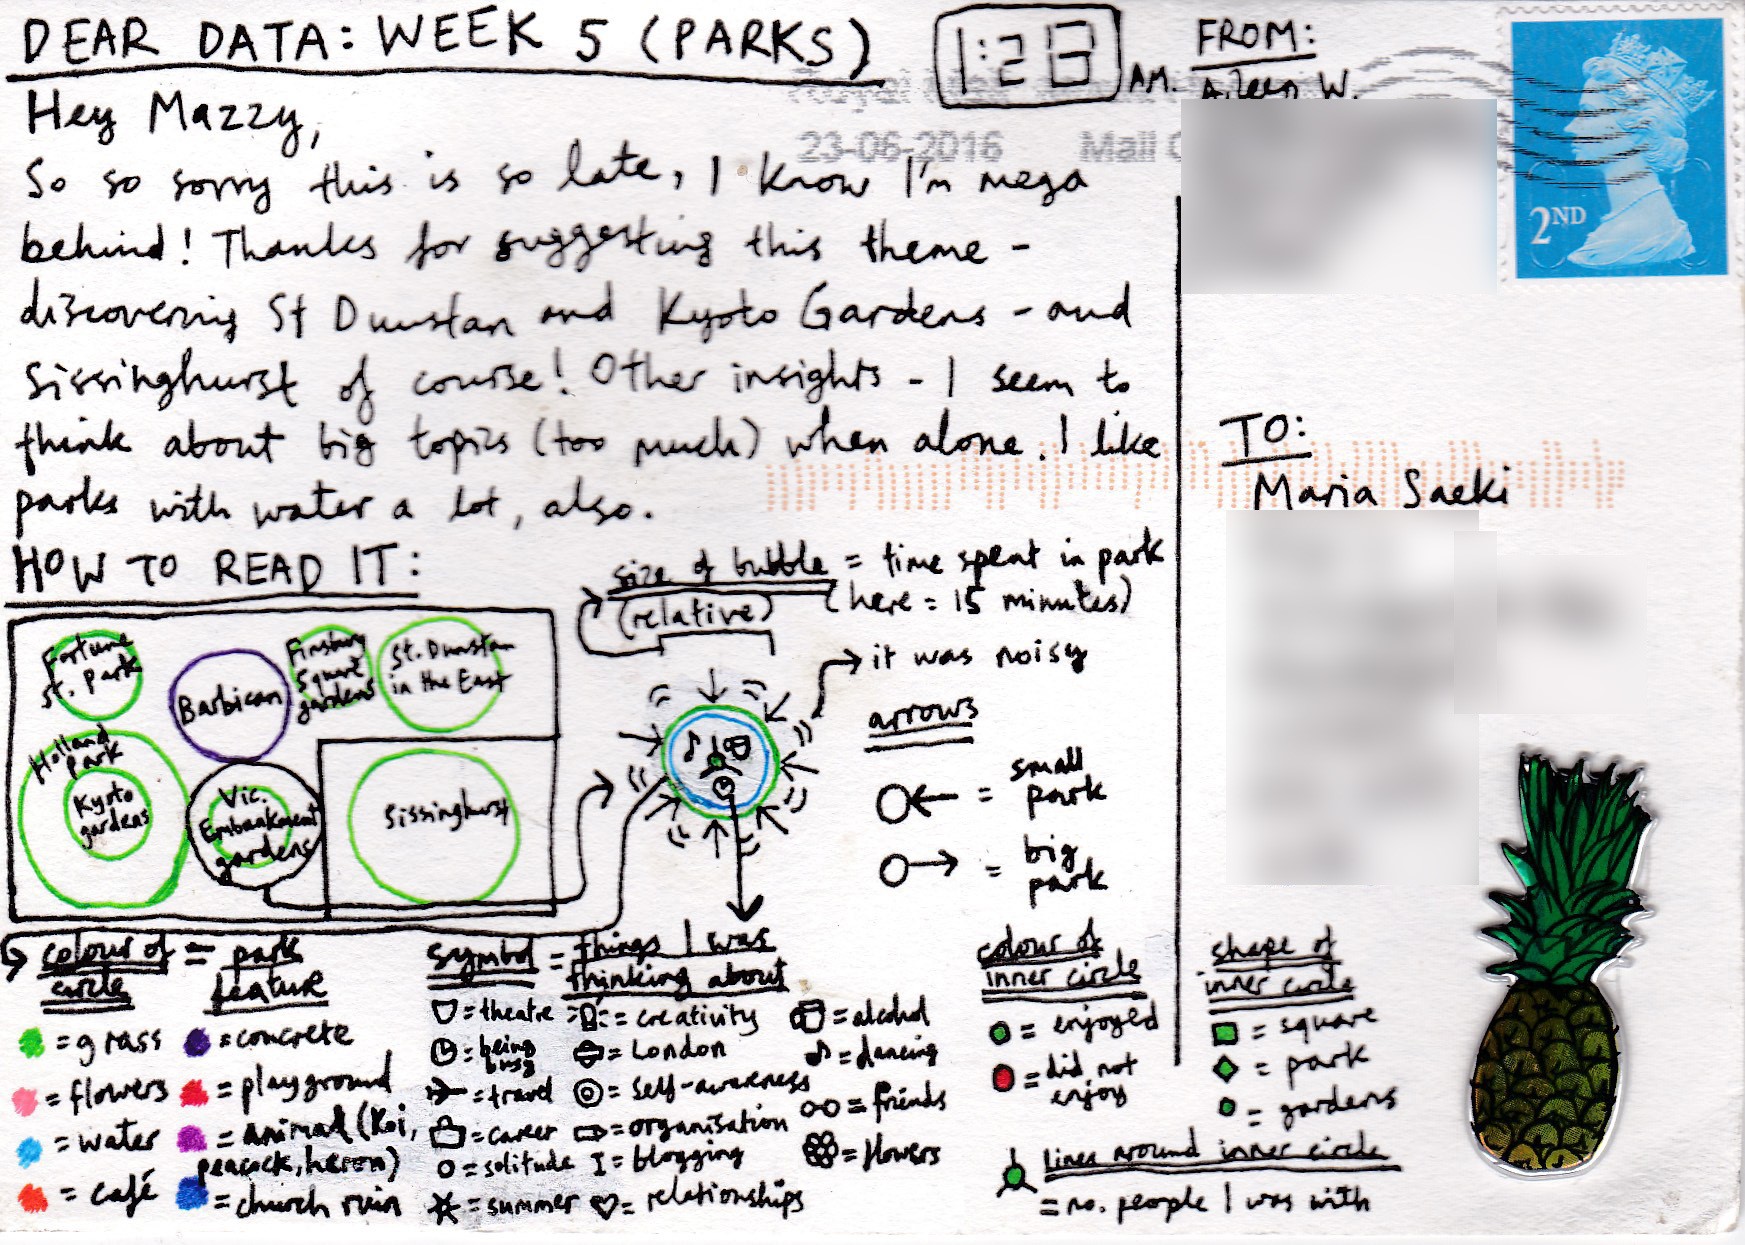 DEAR DATA: WEEK 5 (PARKS)
1:23 AM.
Hey Mazzy,
So so sorry this is so late, I know I'm mega
behind! Thanks for suggesting this theme -
discovering St Dunstan and Kyoto Gardens - and
Sissinghurst of course! Other insights - I seem to
think about big topics (too much) when alone. I like
parks with water a lot, also.
FROM:
Aileen W.
2ND
23-06-2016 Mail
TO:
Maria Saeki
HOW TO READ IT:
Fortune
St. Park
Barbican
Finsbury
Square
gardens
St. Dunstan
in the East
Holland
Park
Kyoto
gardens
Vic.
Embankment
gardens
Sissinghurst
size of bubble = time spent in park
(relative) (here = 15 minutes)
it was noisy
arrows
= small
park
= big
park
colour of = park
circle feature
= grass
= flowers
= water
= café
= concrete
= playground
= animal (Koi,
peacock, heron)
= church ruin
symbol = things I was
thinking about
= theatre
= being
busy
= travel
= career
= solitude
= summer
= creativity
= London
= self-awareness
= organisation
= blogging
= relationships
= alcohol
= dancing
= friends
= flowers
colour of
inner circle
= enjoyed
= did not
enjoy
shape of
inner circle
= square
= park
= gardens
lines around inner circle
= no. people I was with